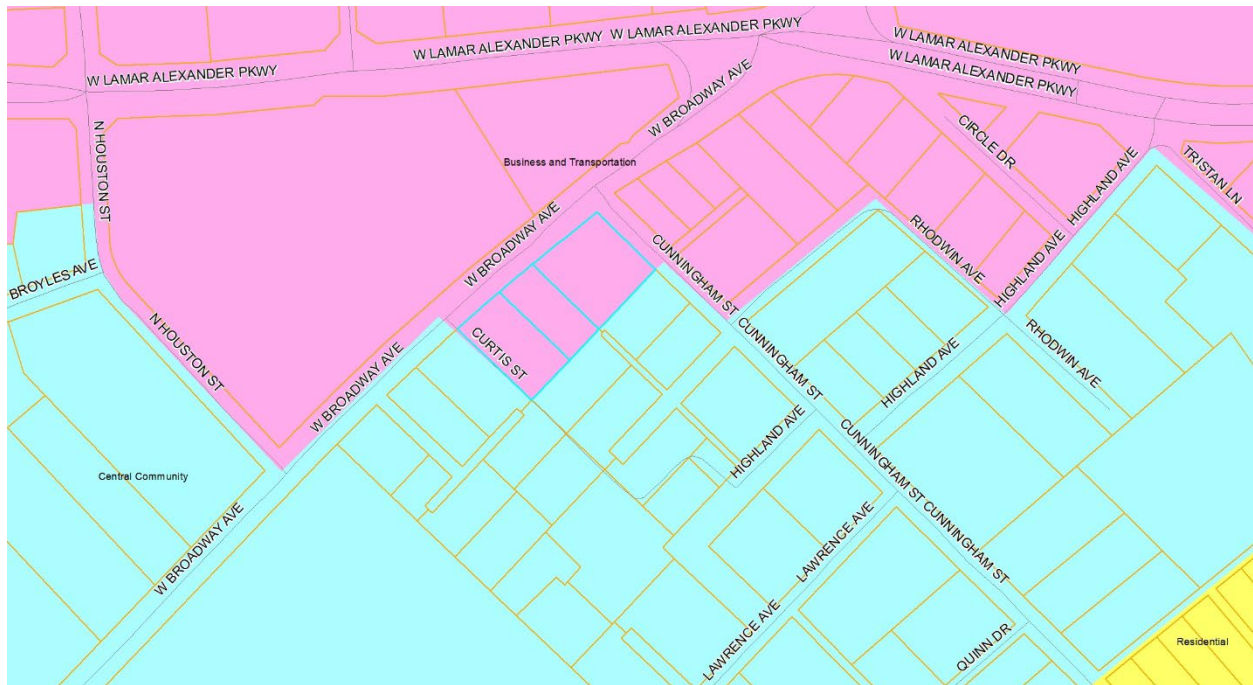 W LAMAR ALEXANDER PKWY W LAMAR ALEXANDER PKWY
W LAMAR ALEXANDER PKWY
W LAMAR ALEXANDER PKWY
W LAMAR ALEXANDER PKWY
W BROADWAY AVE
N HOUSTON ST
CIRCLE DR
Business and Transportation
HIGHLAND AVE
TRISTAN LN
W BROADWAY AVE
RHODWIN AVE
CUNNINGHAM ST
BROYLES AVE
HIGHLAND AVE
N HOUSTON ST
CURTIS ST
W BROADWAY AVE
CUNNINGHAM ST
HIGHLAND AVE
RHODWIN AVE
HIGHLAND AVE
CUNNINGHAM ST
CUNNINGHAM ST
Central Community
W BROADWAY AVE
LAWRENCE AVE
LAWRENCE AVE
QUINN DR
Residential